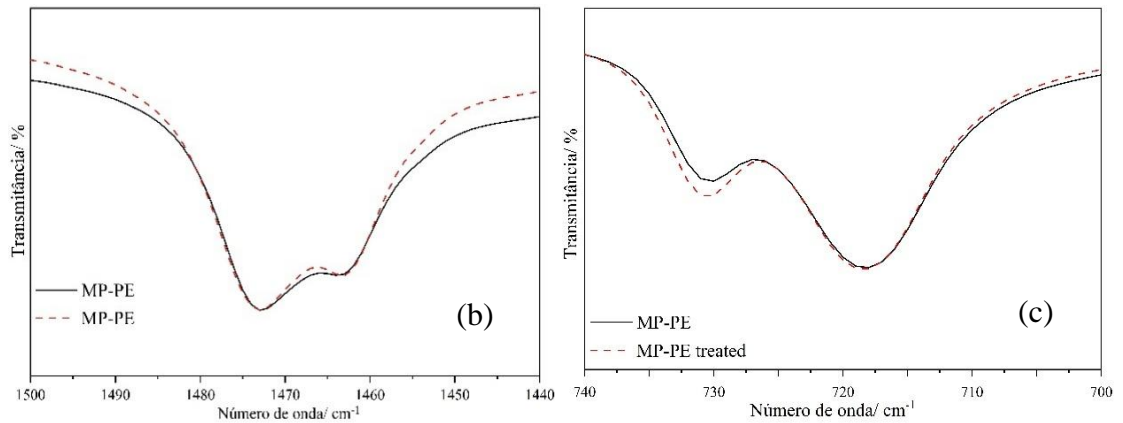 Transmitância/ %
MP-PE
MP-PE
(b)
1500 1490 1480 1470 1460 1450 1440
Número de onda/ cm⁻¹
Transmitância/ %
MP-PE
MP-PE treated
(c)
740 730 720 710 700
Número de onda/ cm⁻¹